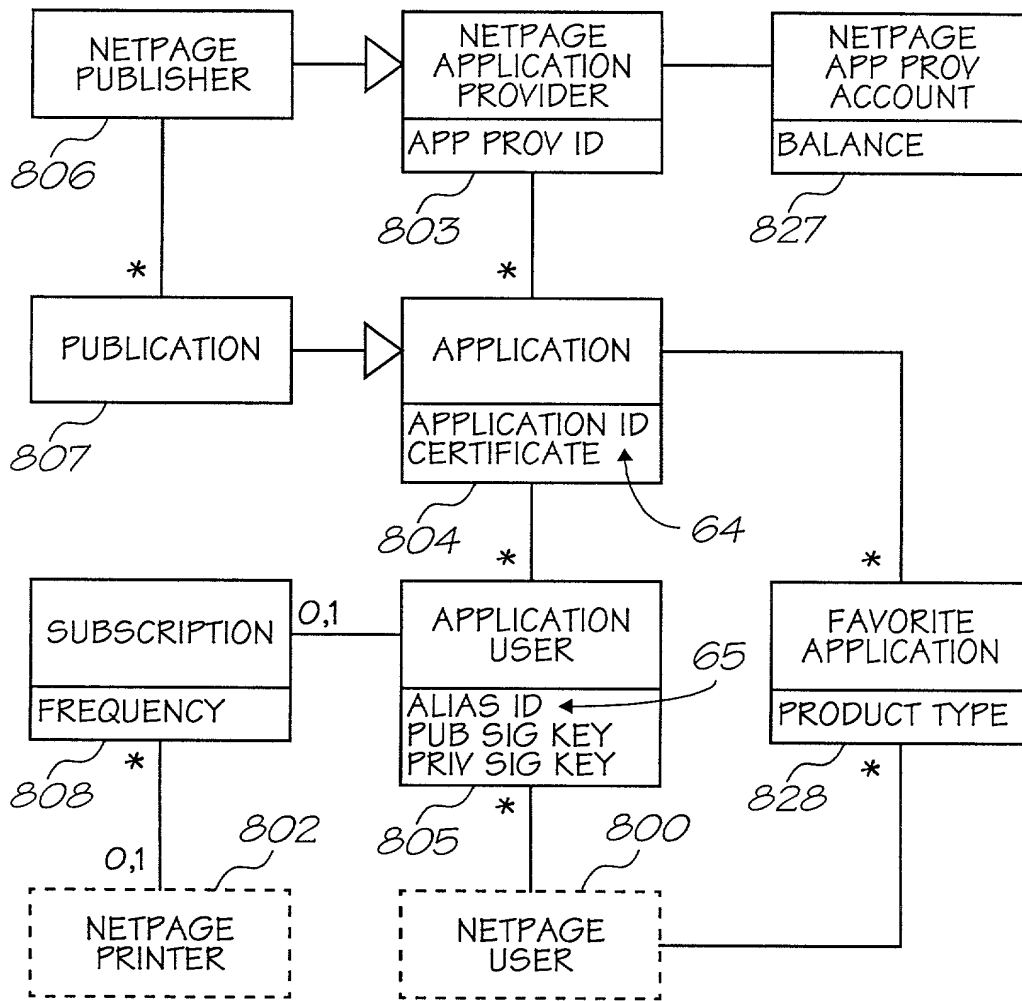 NETPAGE
PUBLISHER
806
NETPAGE
APPLICATION
PROVIDER
APP PROV ID
803
NETPAGE
APP PROV
ACCOUNT
BALANCE
827
*
*
PUBLICATION
807
APPLICATION
APPLICATION ID
CERTIFICATE
804
64
*
*
SUBSCRIPTION
FREQUENCY
808
0,1
APPLICATION
USER
ALIAS ID
PUB SIG KEY
PRIV SIG KEY
805
65
FAVORITE
APPLICATION
PRODUCT TYPE
828
*
*
*
0,1
802
NETPAGE
PRINTER
800
NETPAGE
USER